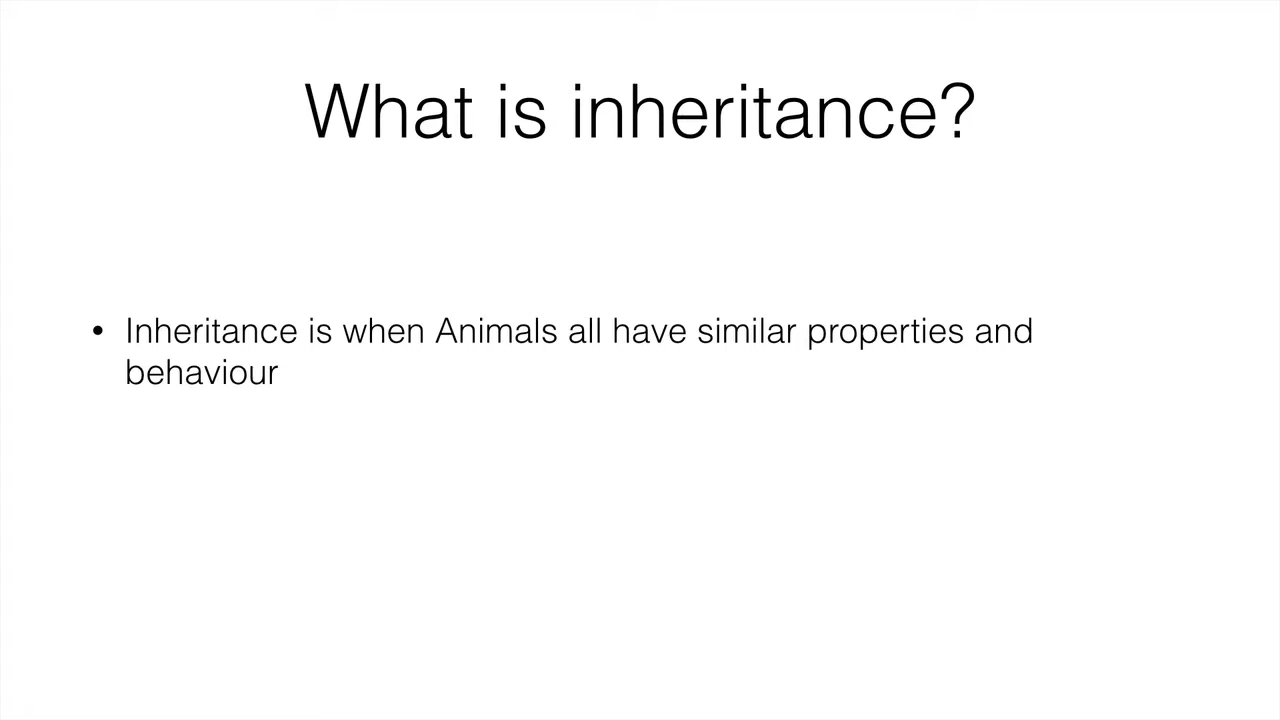 What is inheritance?
• Inheritance is when Animals all have similar properties and
behaviour